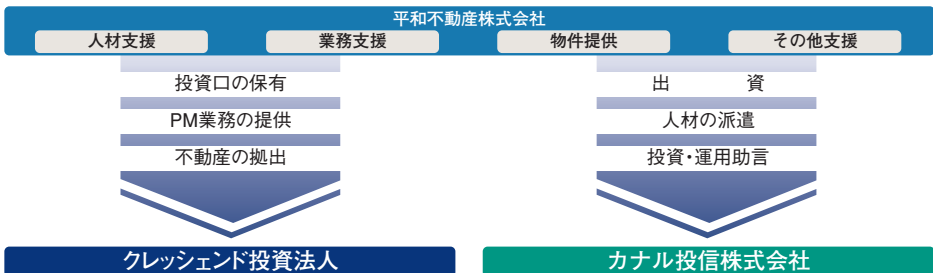 平和不動産株式会社
人材支援 業務支援 物件提供 その他支援
投資口の保有 出資
PM業務の提供 人材の派遣
不動産の拠出 投資・運用助言
クレッシェンド投資法人 カナル投信株式会社